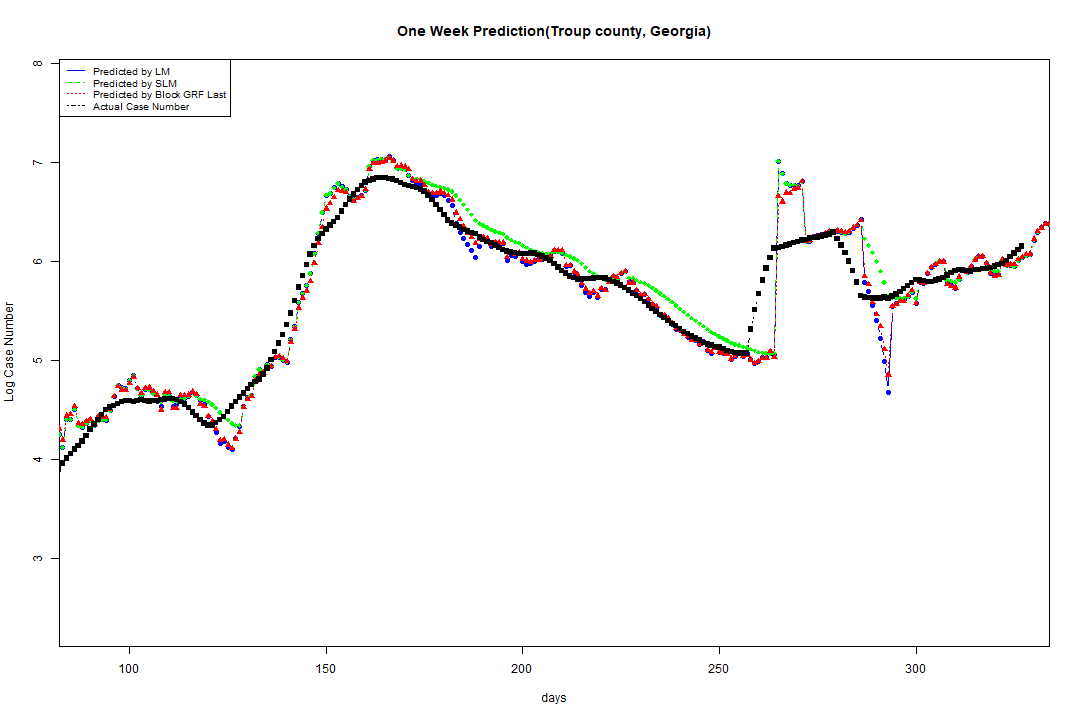 One Week Prediction(Troup county, Georgia)
Predicted by LM
Predicted by SLM
Predicted by Block GRF Last
Actual Case Number
8
7
6
5
4
3
Log Case Number
100 150 200 250 300
days